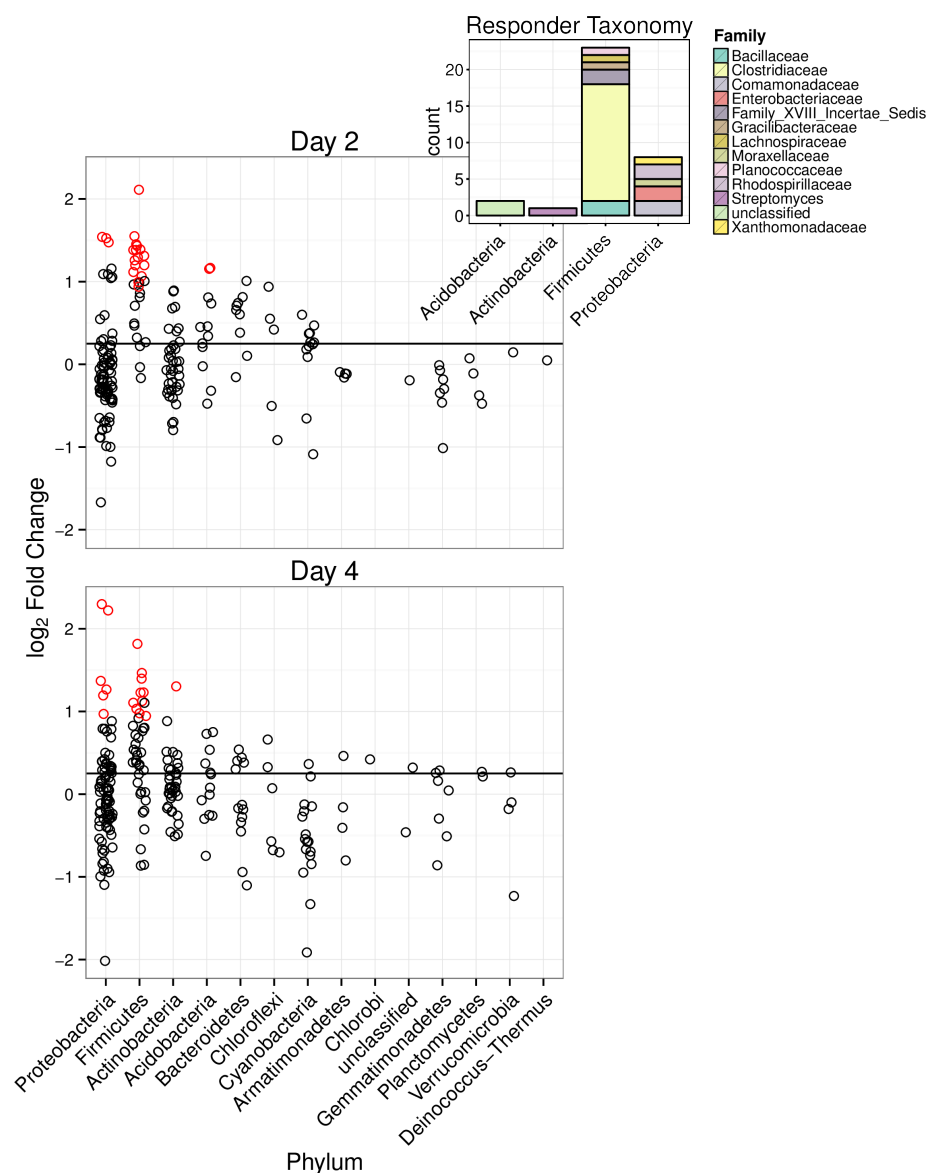 Responder Taxonomy
count
20
15
10
5
0
Acidobacteria
Actinobacteria
Firmicutes
Proteobacteria
Family
Bacillaceae
Clostridiaceae
Comamonadaceae
Enterobacteriaceae
Family_XVIII_Incertae_Sedis
Gracilibacteraceae
Lachnospiraceae
Moraxellaceae
Planococcaceae
Rhodospirillaceae
Streptomyces
unclassified
Xanthomonadaceae
Day 2
2
1
0
−1
−2
log2 Fold Change
Day 4
2
1
0
−1
−2
Proteobacteria
Firmicutes
Actinobacteria
Acidobacteria
Bacteroidetes
Chloroflexi
Cyanobacteria
Armatimonadetes
Chlorobi
unclassified
Gemmatimonadetes
Planctomycetes
Verrucomicrobia
Deinococcus−Thermus
Phylum